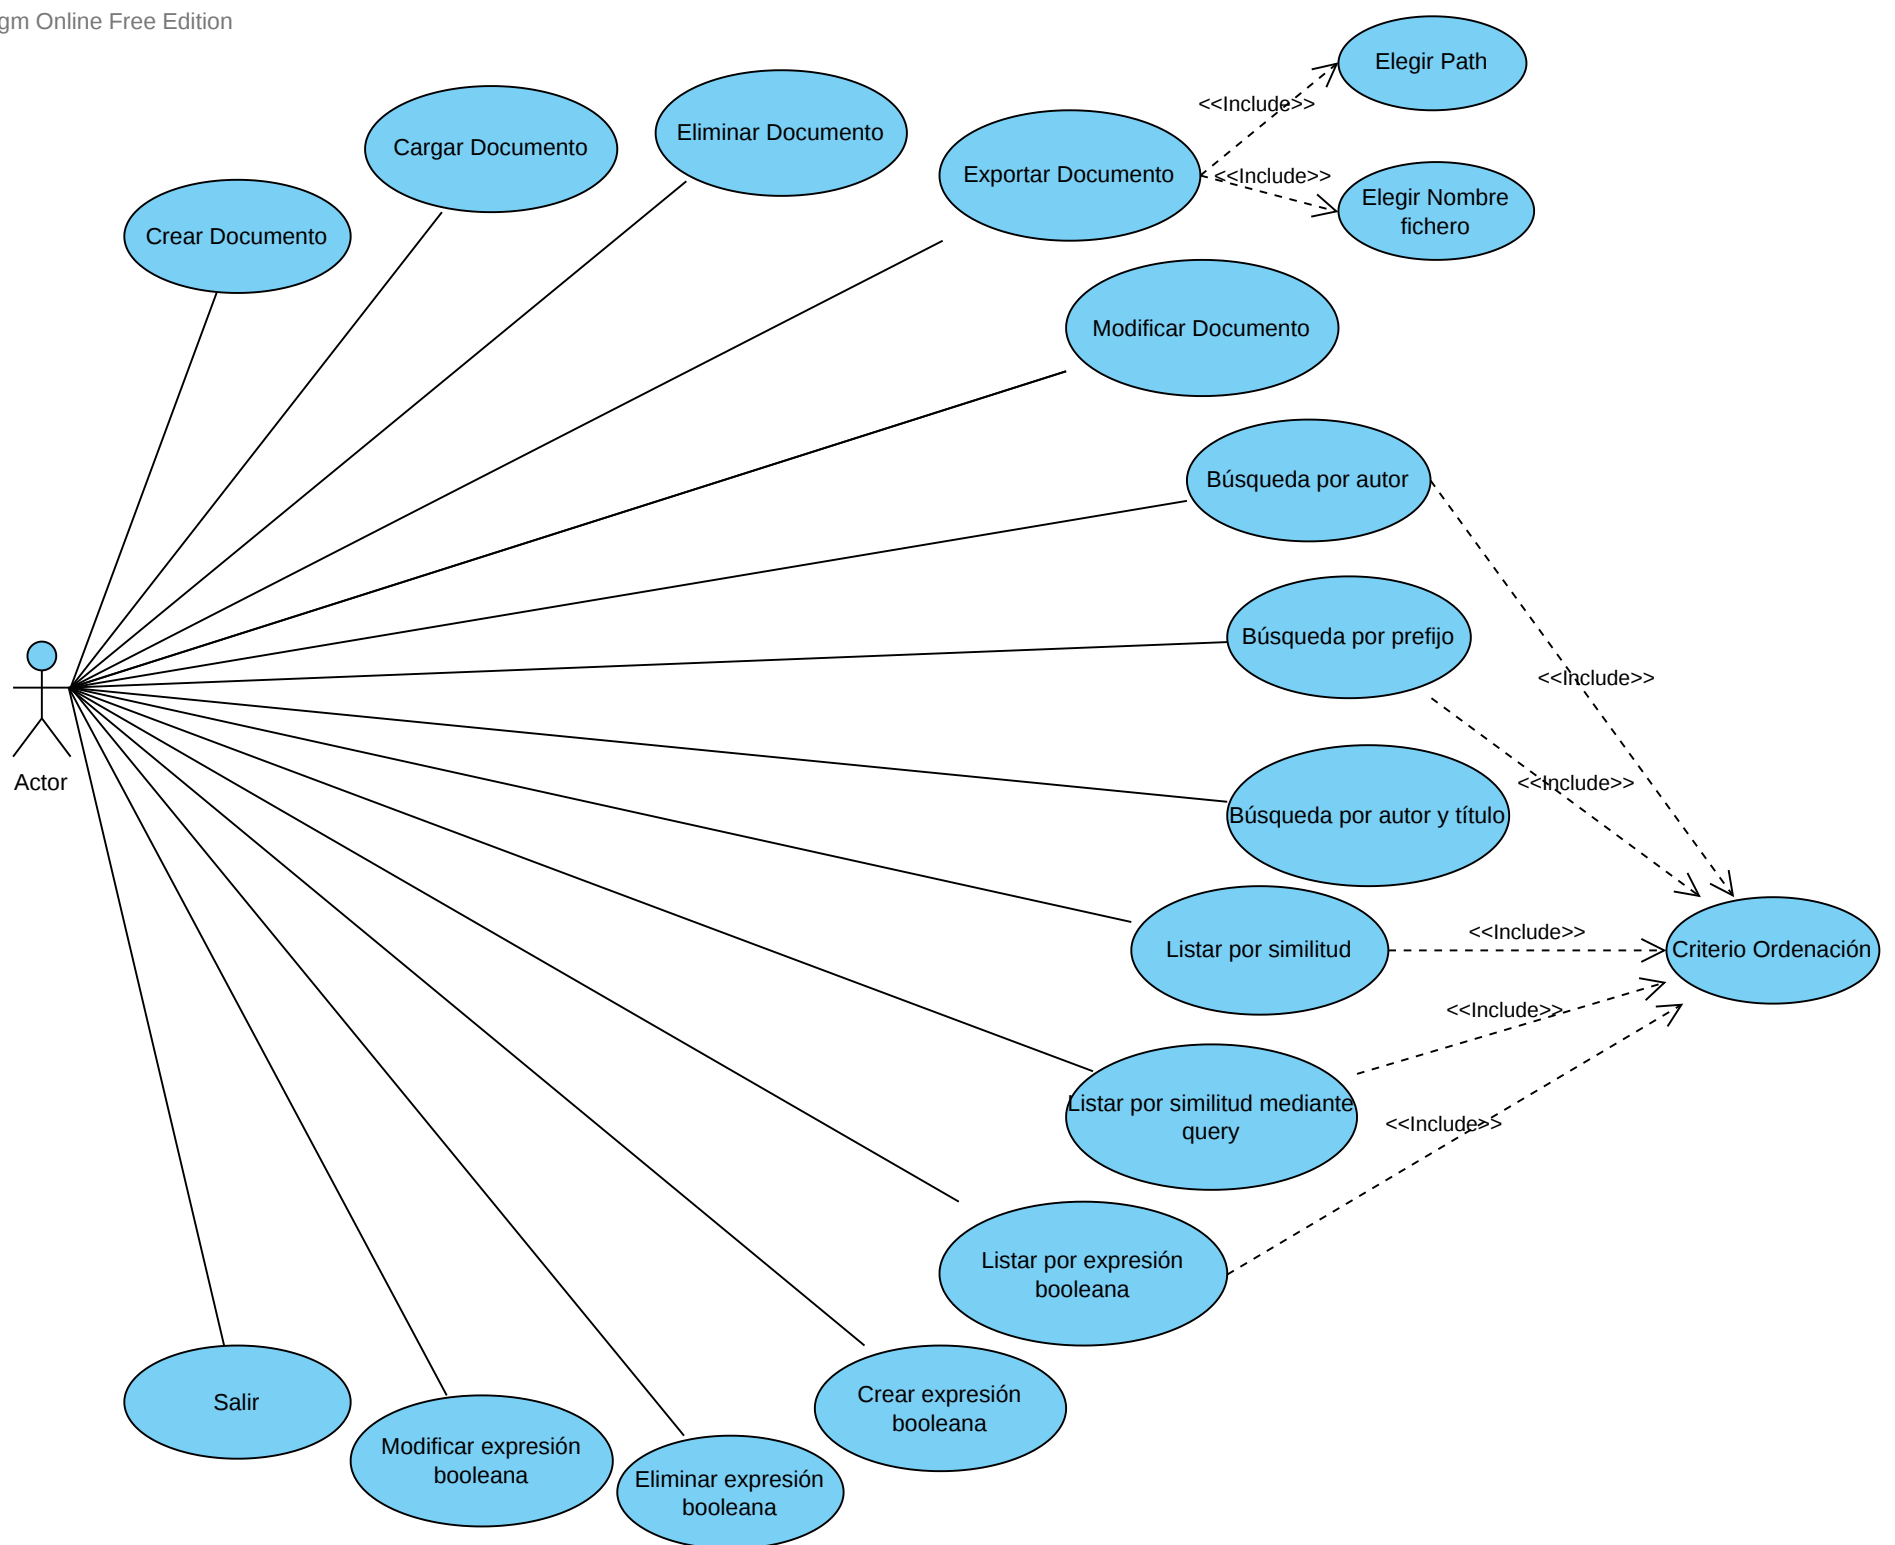 gm Online Free Edition
Elegir Path
<<Include>>
Eliminar Documento
Cargar Documento
Exportar Documento
<<Include>>
Elegir Nombre
fichero
Crear Documento
Modificar Documento
Búsqueda por autor
Búsqueda por prefijo
<<Include>>
Actor
<<Include>>
Búsqueda por autor y título
<<Include>>
Listar por similitud
Criterio Ordenación
<<Include>>
Listar por similitud mediante
query
<<Include>>
Listar por expresión
booleana
Crear expresión
booleana
Salir
Modificar expresión
booleana
Eliminar expresión
booleana